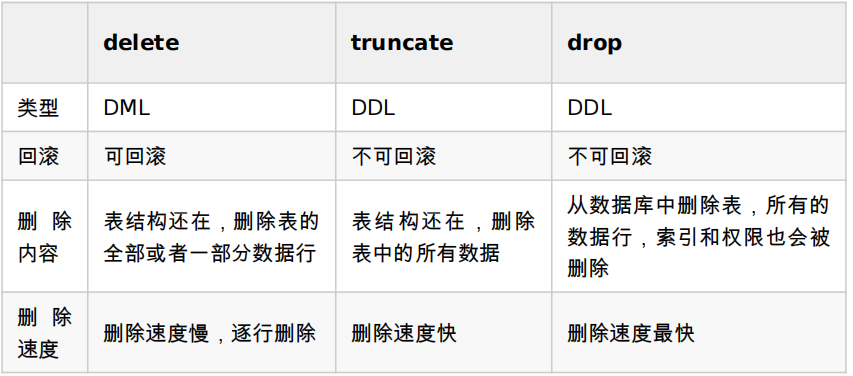 delete truncate drop
类型 DML DDL DDL
回滚 可回滚 不可回滚 不可回滚
删除
内容
表结构还在，删除表的
全部或者一部分数据行
表结构还在，删除
表中的所有数据
从数据库中删除表，所有的
数据行，索引和权限也会被
删除
删除
速度
删除速度慢，逐行删除
删除速度快
删除速度最快